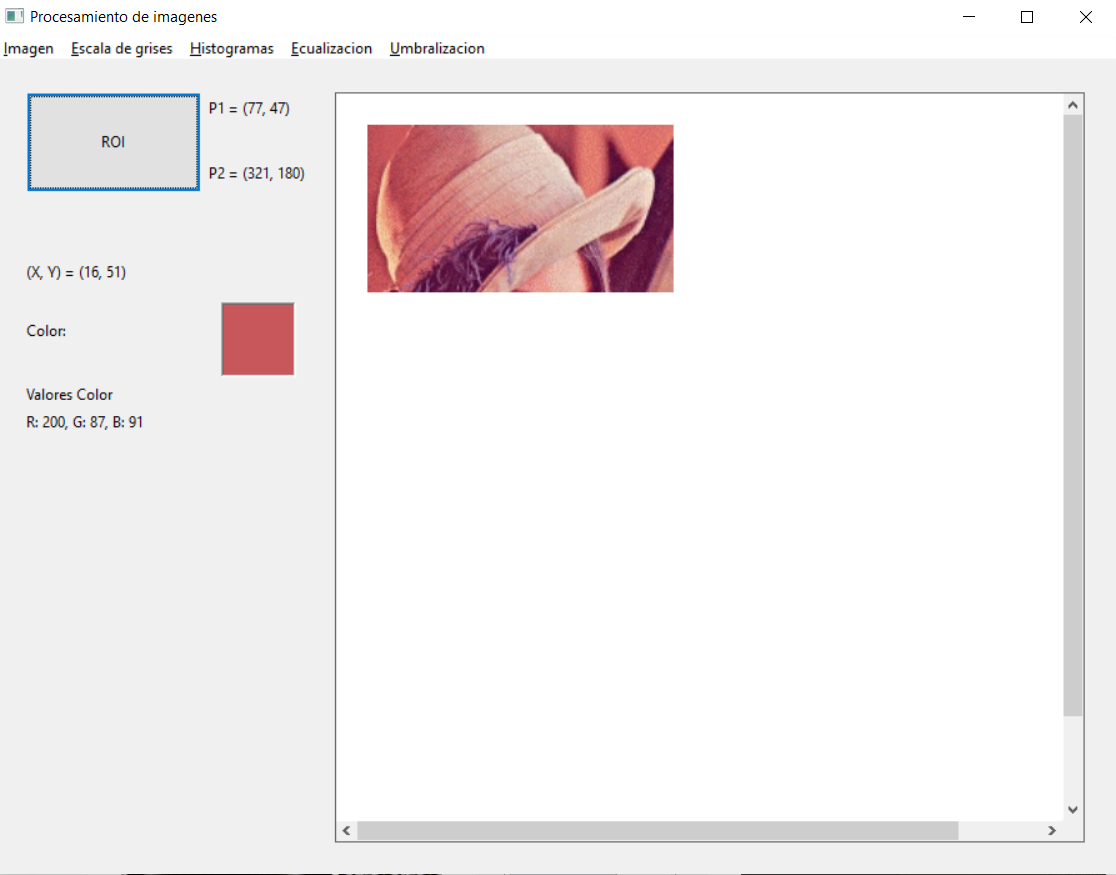 Procesamiento de imagenes
Imagen Escala de grises Histogramas Ecualizacion Umbralizacion
ROI
P1 = (77, 47)
P2 = (321, 180)
(X, Y) = (16, 51)
Color:
Valores Color
R: 200, G: 87, B: 91